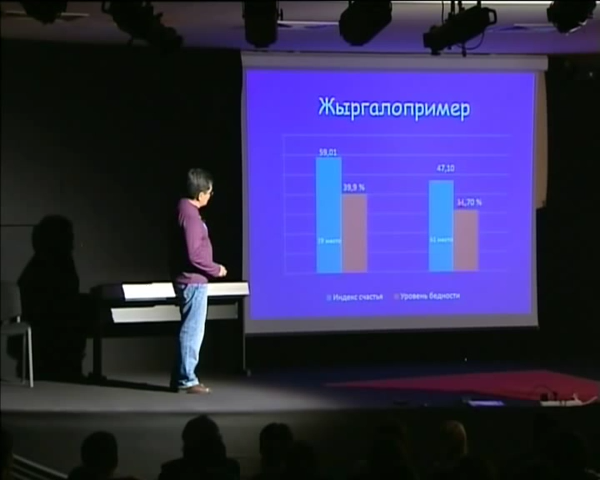 Жыргалопример
59,01
47,10
39,9 %
34,70 %
Индекс счастья Уровень бедности